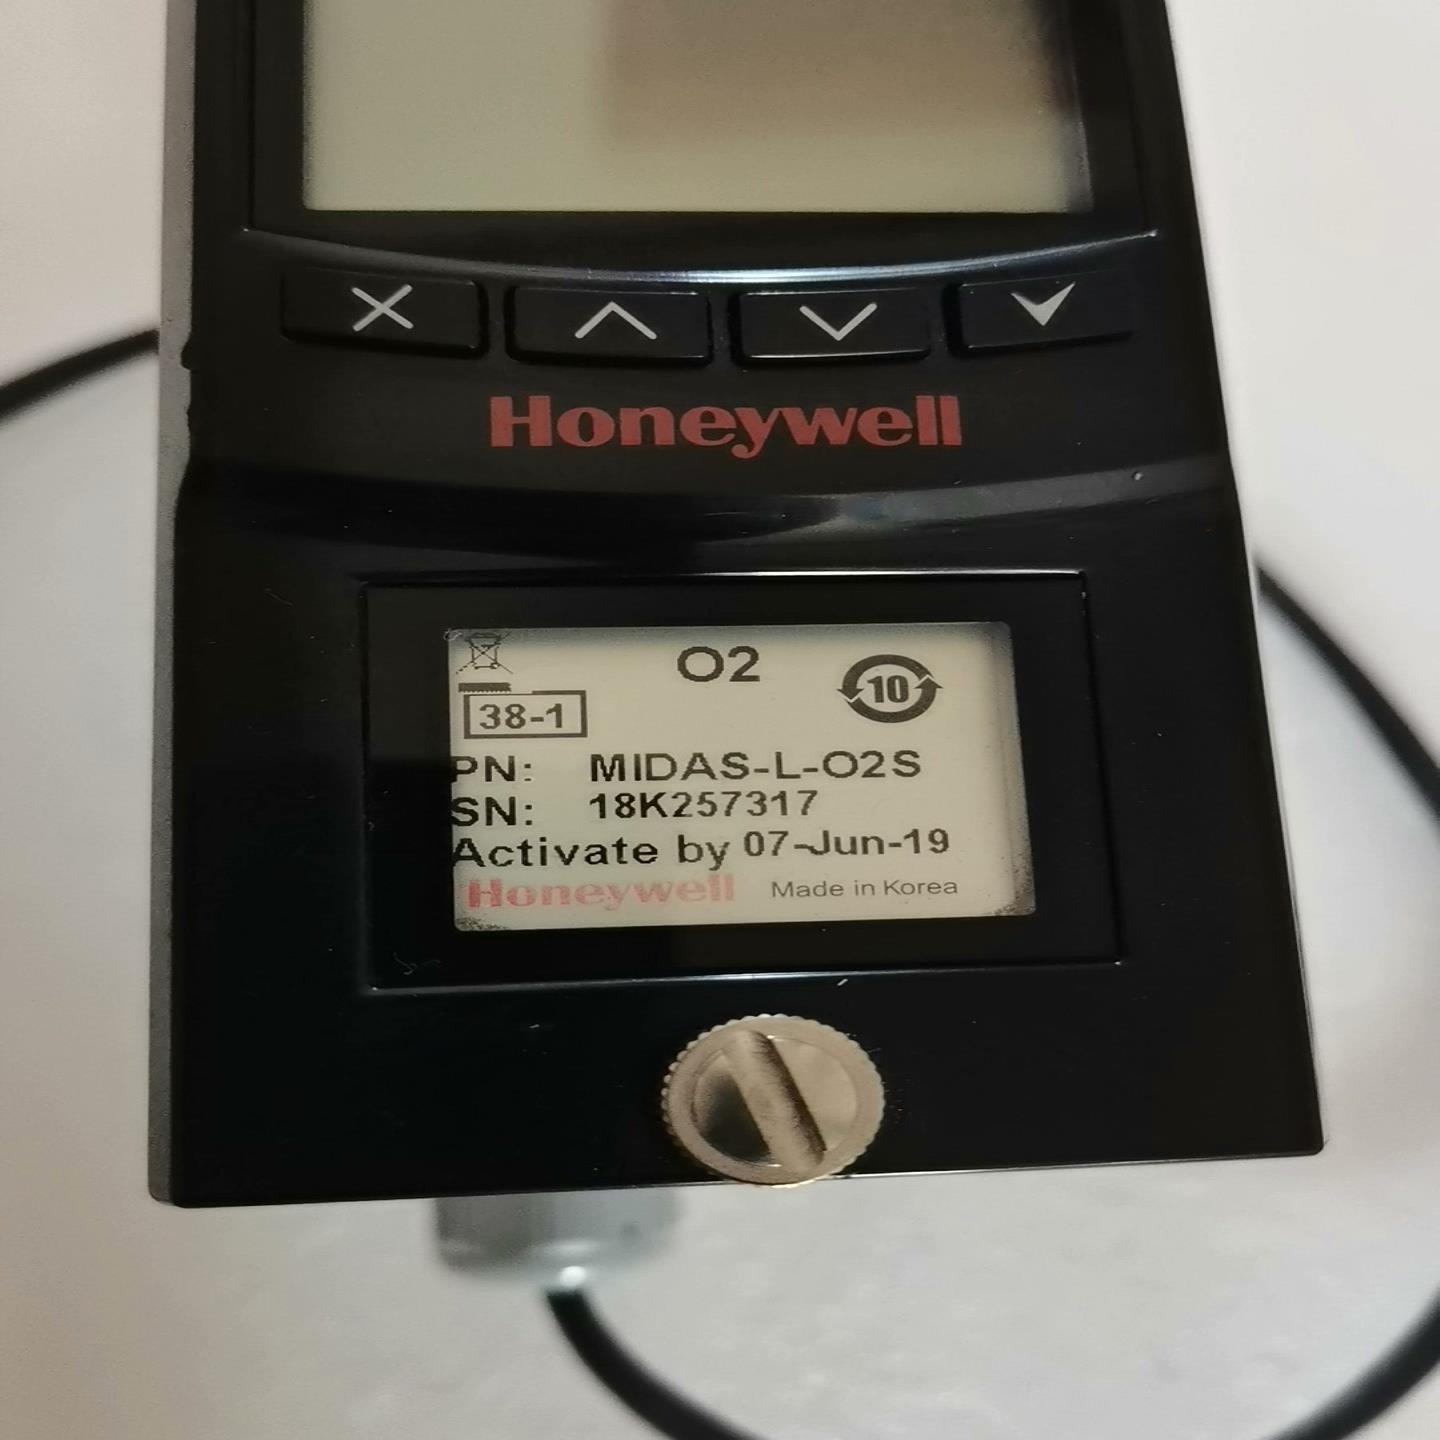 Honeywell
O2
10
38-1
PN: MIDAS-L-O2S
SN: 18K257317
Activate by 07-Jun-19
Honeywell Made in Korea